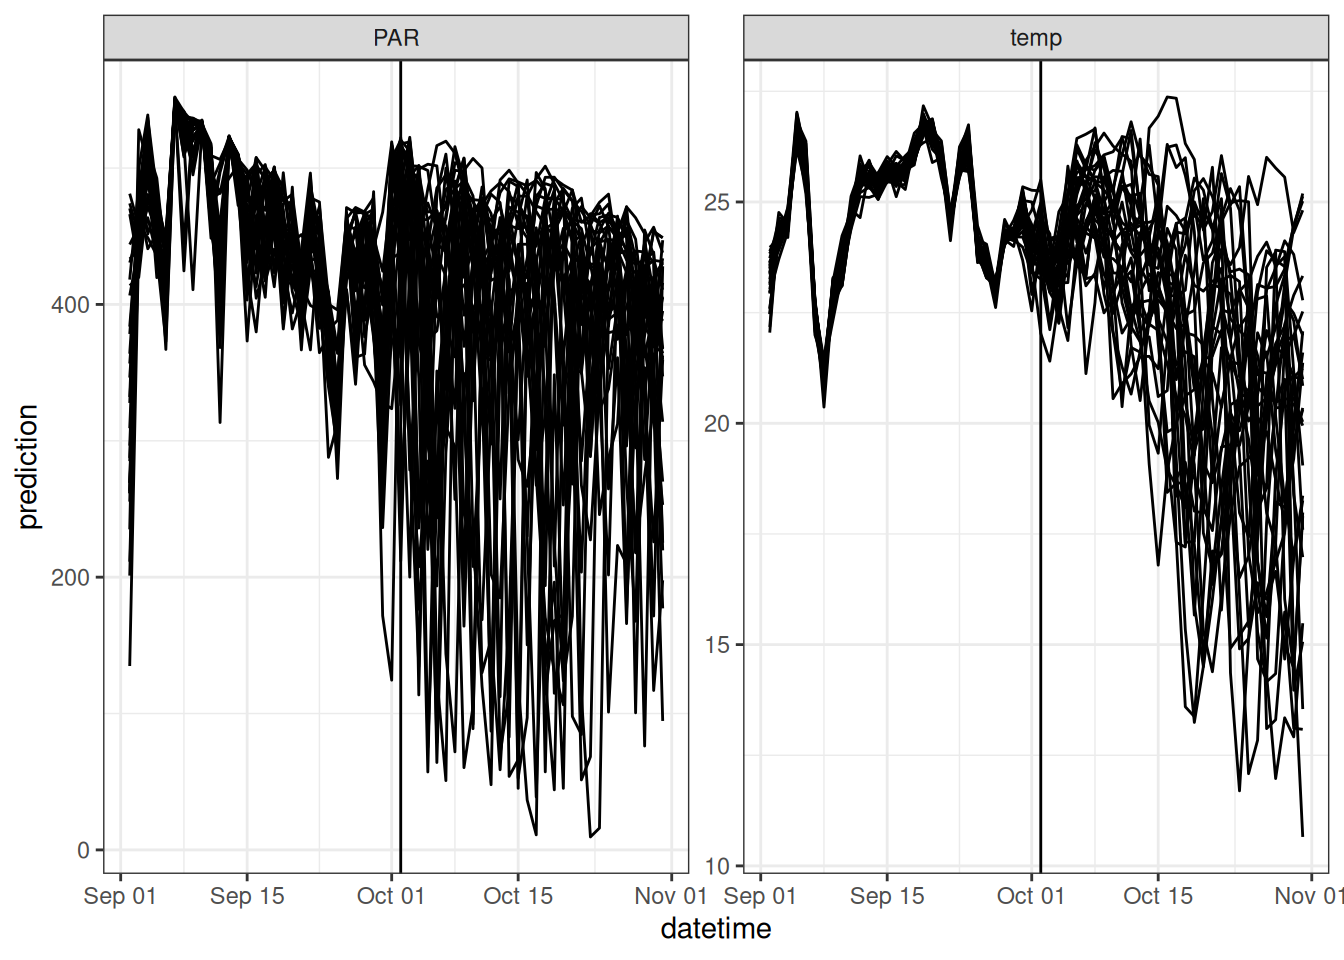 PAR
temp
prediction
400
200
0
25
20
15
10
Sep 01
Sep 15
Oct 01
Oct 15
Nov 01
Sep 01
Sep 15
Oct 01
Oct 15
Nov 01
datetime